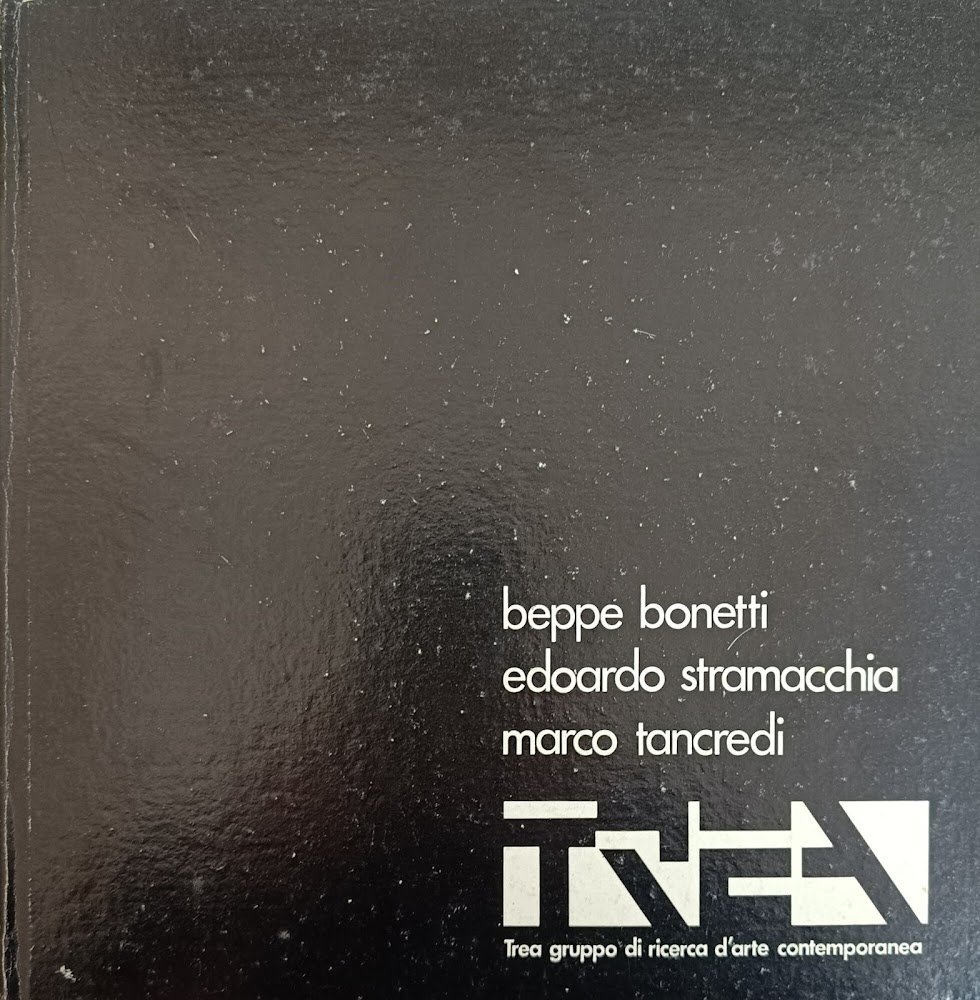 beppe bonetti
edoardo stramacchia
marco tancredi
TREA
Trea gruppo di ricerca d'arte contemporanea